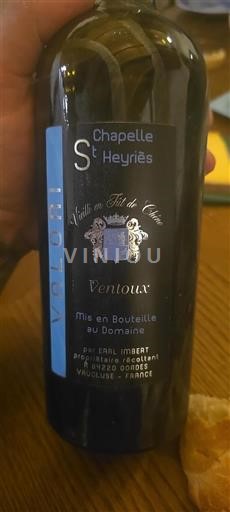 Chapelle
St Heyriès
Vieilli en Fût de Chêne
VINIOU
Ventoux
Mis en Bouteille
au Domaine
par EARL IMBERT
propriétaire récoltant
À 84220 GORDES
VAUCLUSE - FRANCE